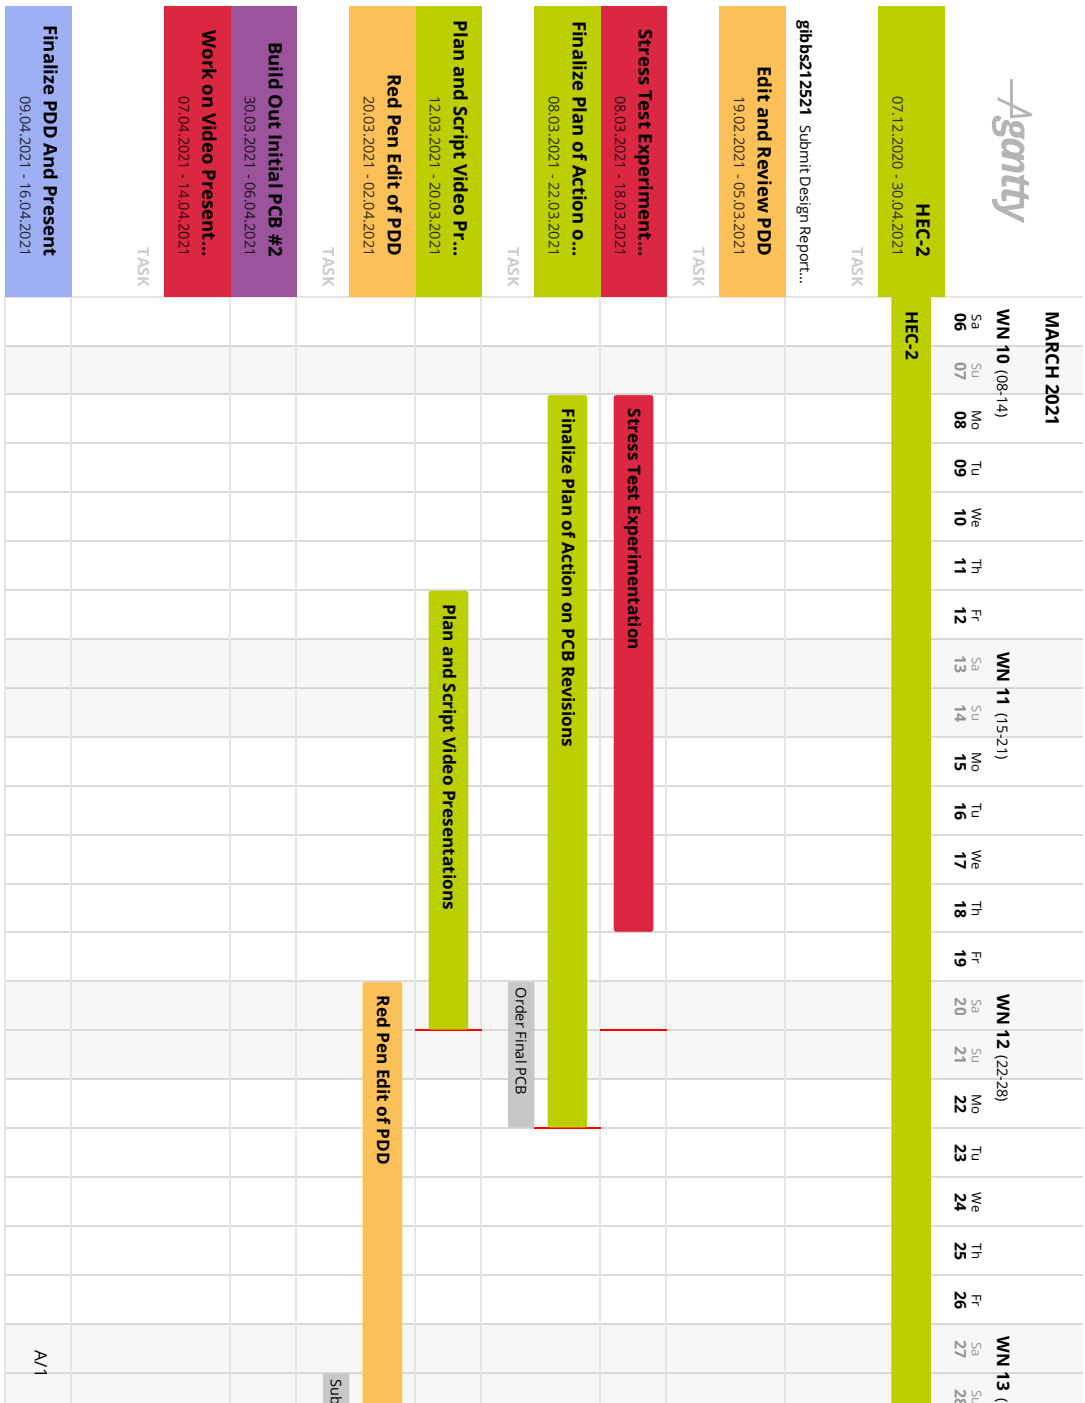 Agantty
MARCH 2021
WN 10 (08-14)
WN 11 (15-21)
WN 12 (22-28)
WN 13 (
Sa Su Mo Tu We Th Fr Sa Su Mo Tu We Th Fr Sa Su Mo Tu We Th Fr Sa Su
06 07 08 09 10 11 12 13 14 15 16 17 18 19 20 21 22 23 24 25 26 27 28
HEC-2
07.12.2020 - 30.04.2021
HEC-2
TASK
gibbs212521 Submit Design Report...
Edit and Review PDD
19.02.2021 - 05.03.2021
TASK
Stress Test Experiment...
08.03.2021 - 18.03.2021
Stress Test Experimentation
Finalize Plan of Action o...
08.03.2021 - 22.03.2021
Finalize Plan of Action on PCB Revisions
TASK
Order Final PCB
Plan and Script Video Pr...
12.03.2021 - 20.03.2021
Plan and Script Video Presentations
Red Pen Edit of PDD
20.03.2021 - 02.04.2021
Red Pen Edit of PDD
TASK
Sub
Build Out Initial PCB #2
30.03.2021 - 06.04.2021
Work on Video Present...
07.04.2021 - 14.04.2021
TASK
Finalize PDD And Present
09.04.2021 - 16.04.2021
A/1